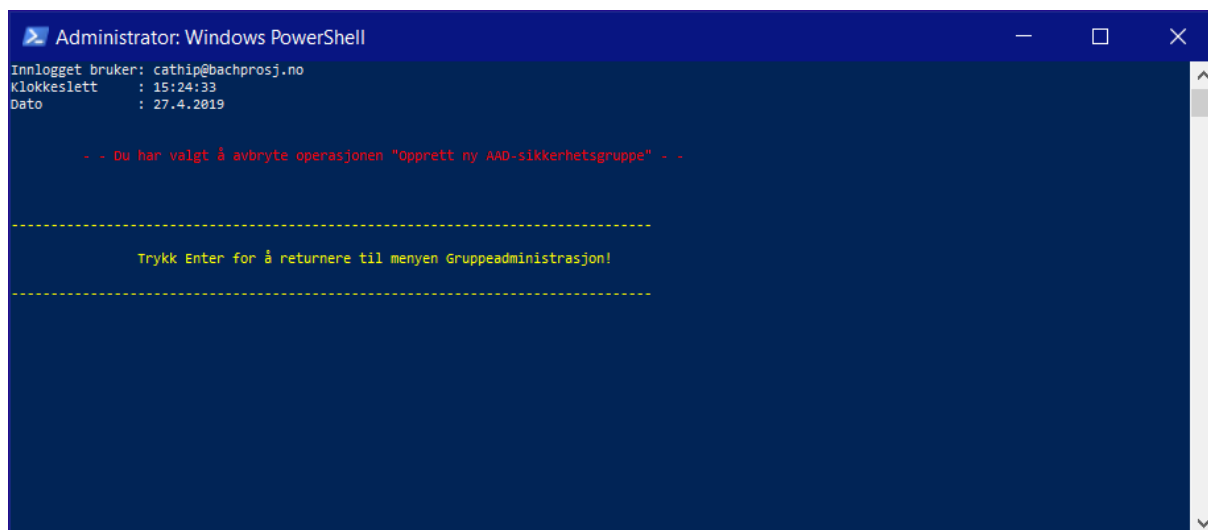 Administrator: Windows PowerShell
Innlogget bruker: cathip@bachprosj.no
Klokkeslett    : 15:24:33
Dato           : 27.4.2019
- - Du har valgt å avbryte operasjonen "Opprett ny AAD-sikkerhetsgruppe" - -
---------------------------------------------------------------------------------
Trykk Enter for å returnere til menyen Gruppeadministrasjon!
---------------------------------------------------------------------------------